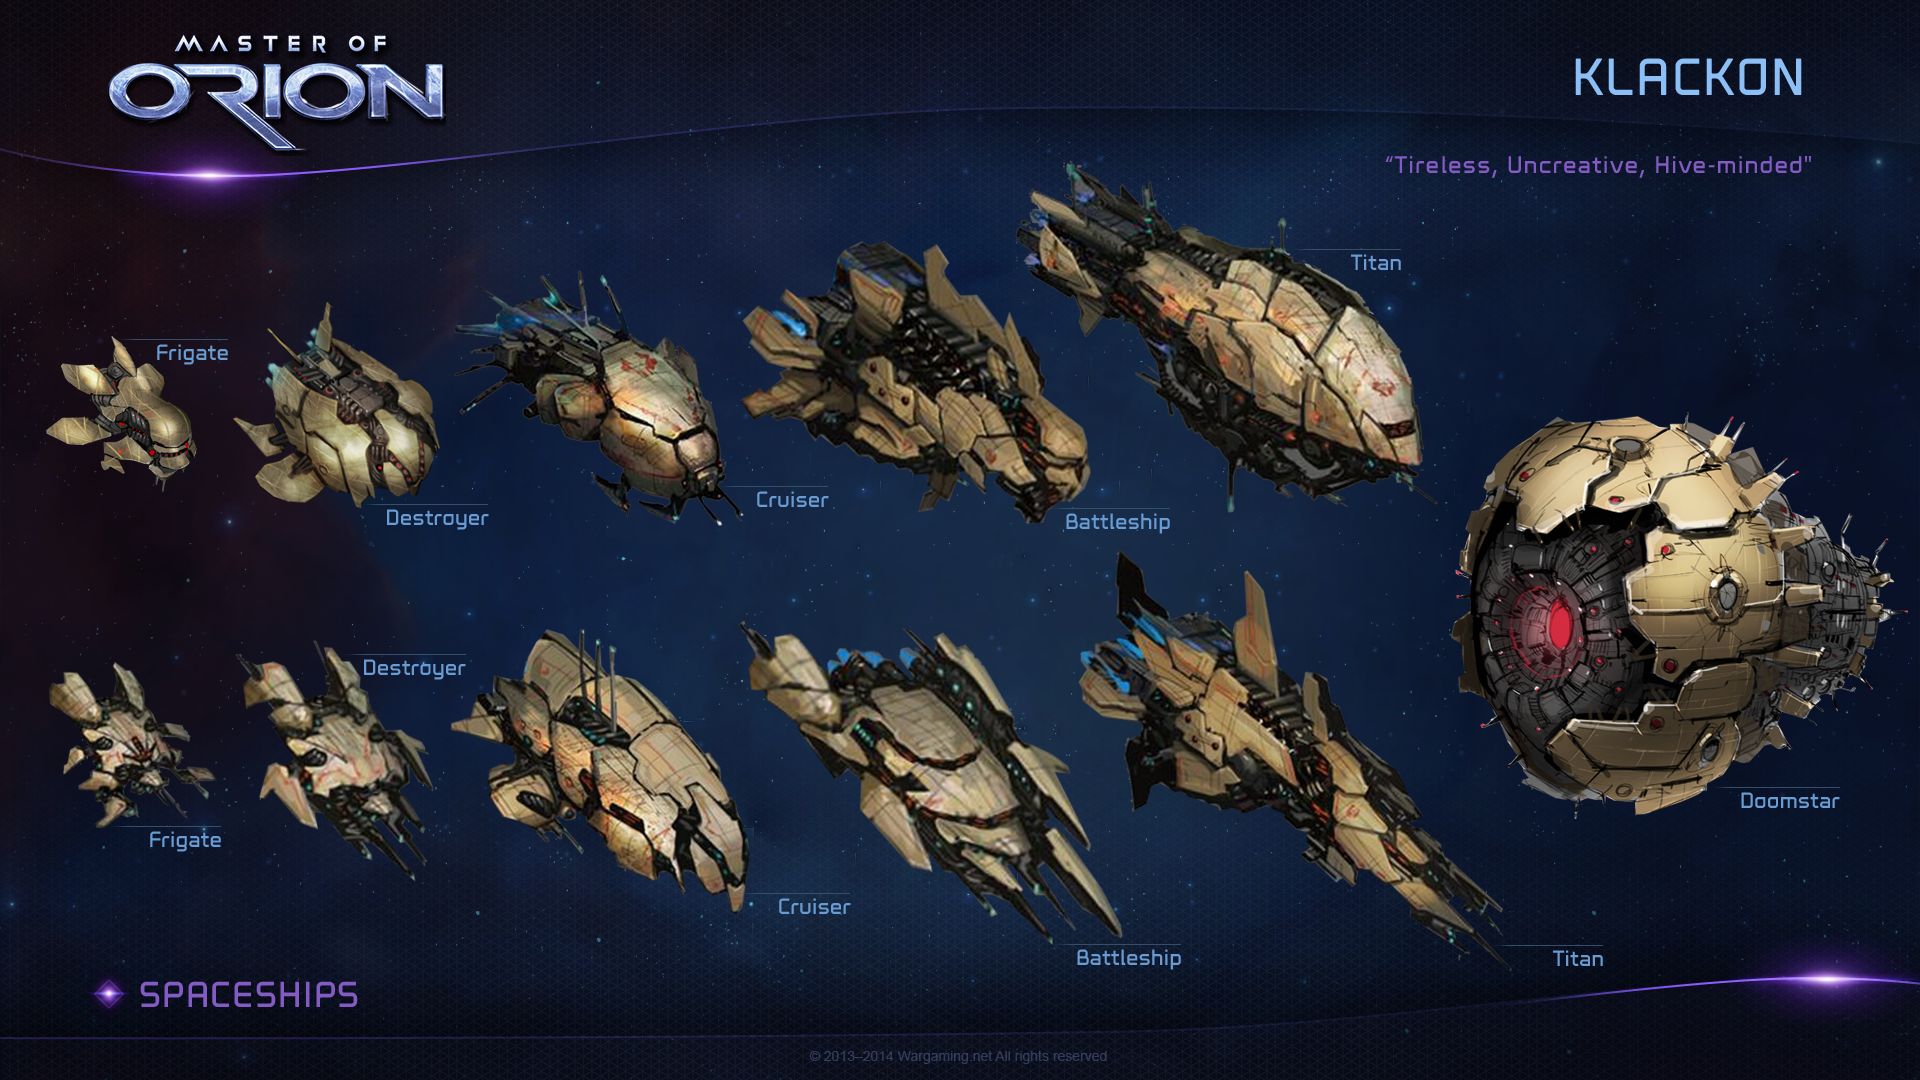 MASTER OF
ORION
KLACKON
“Tireless, Uncreative, Hive-minded"
Titan
Frigate
Destroyer
Cruiser
Battleship
Destroyer
Doomstar
Frigate
Cruiser
Battleship
Titan
SPACESHIPS
© 2013–2014 Wargaming.net All rights reserved